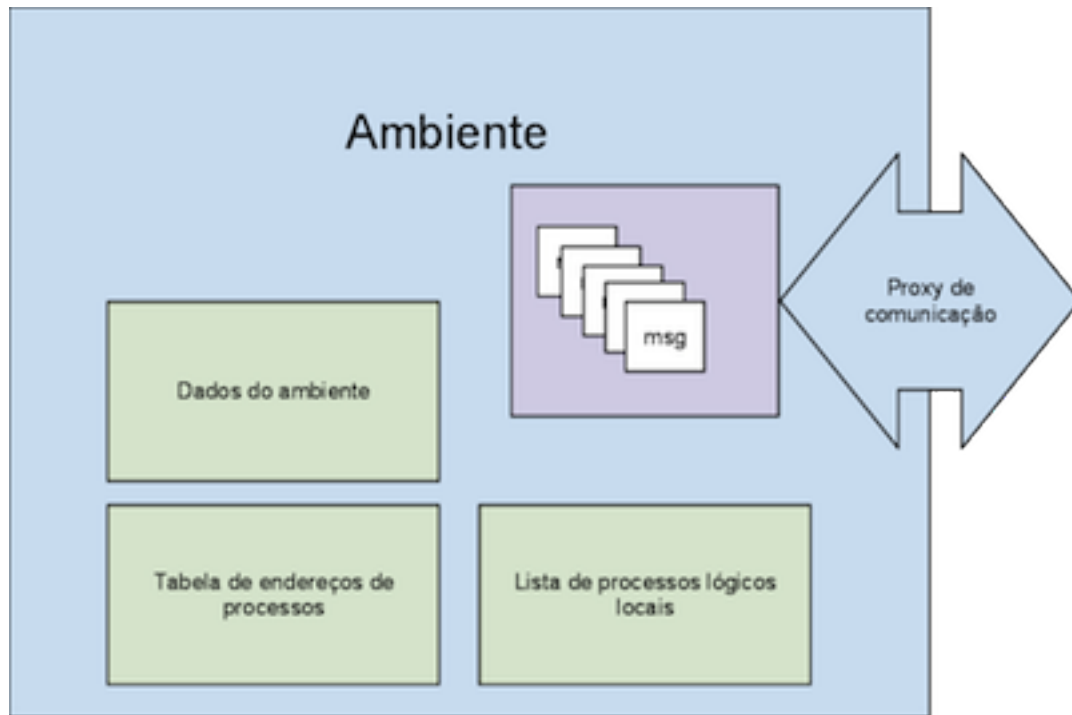 Ambiente
msg
Proxy de
comunicação
Dados do ambiente
Tabela de endereços de
processos
Lista de processos lógicos
locais